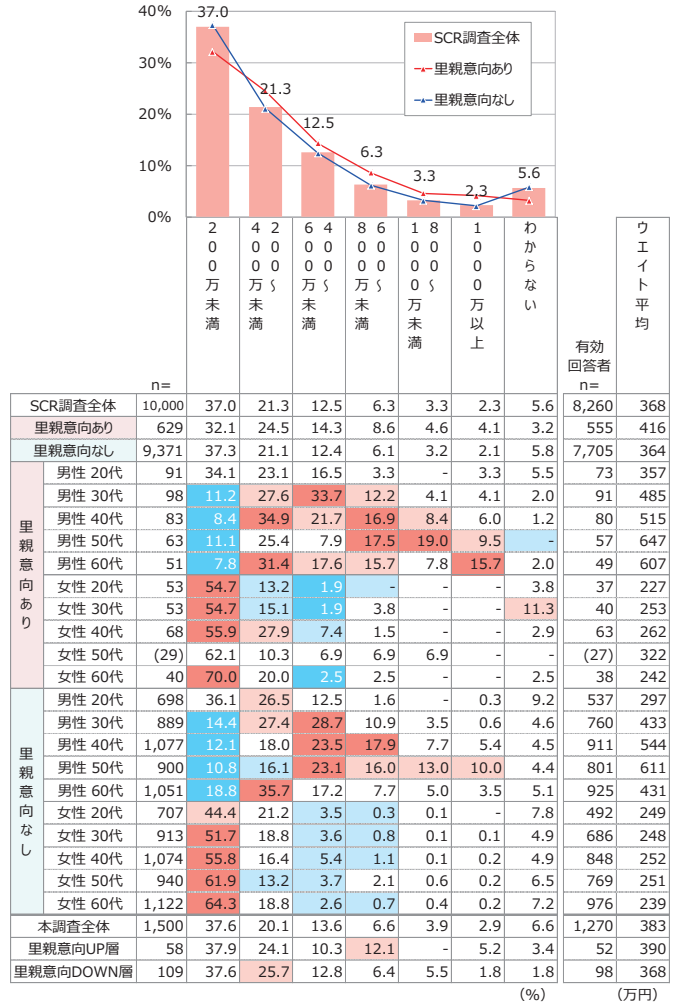 40%
30%
20%
10%
0%
37.0
21.3
12.5
6.3
3.3
2.3
5.6
SCR調査全体
里親意向あり
里親意向なし
200万未満
200～400万未満
400～600万未満
600～800万未満
800～1000万未満
1000万以上
わからない
ウエイト平均
n=
有効
回答者
n=
SCR調査全体 10,000 37.0 21.3 12.5 6.3 3.3 2.3 5.6 8,260 368
里親意向あり 629 32.1 24.5 14.3 8.6 4.6 4.1 3.2 555 416
里親意向なし 9,371 37.3 21.1 12.4 6.1 3.2 2.1 5.8 7,705 364
里親意向あり
男性 20代 91 34.1 23.1 16.5 3.3 - 3.3 5.5 73 357
男性 30代 98 11.2 27.6 33.7 12.2 4.1 4.1 2.0 91 485
男性 40代 83 8.4 34.9 21.7 16.9 8.4 6.0 1.2 80 515
男性 50代 63 11.1 25.4 7.9 17.5 19.0 9.5 - 57 647
男性 60代 51 7.8 31.4 17.6 15.7 7.8 15.7 2.0 49 607
女性 20代 53 54.7 13.2 1.9 - - - 3.8 37 227
女性 30代 53 54.7 15.1 1.9 3.8 - - 11.3 40 253
女性 40代 68 55.9 27.9 7.4 1.5 - - 2.9 63 262
女性 50代 (29) 62.1 10.3 6.9 6.9 6.9 - - (27) 322
女性 60代 40 70.0 20.0 2.5 2.5 - - 2.5 38 242
里親意向なし
男性 20代 698 36.1 26.5 12.5 1.6 - 0.3 9.2 537 297
男性 30代 889 14.4 27.4 28.7 10.9 3.5 0.6 4.6 760 433
男性 40代 1,077 12.1 18.0 23.5 17.9 7.7 5.4 4.5 911 544
男性 50代 900 10.8 16.1 23.1 16.0 13.0 10.0 4.4 801 611
男性 60代 1,051 18.8 35.7 17.2 7.7 5.0 3.5 5.1 925 431
女性 20代 707 44.4 21.2 3.5 0.3 0.1 - 7.8 492 249
女性 30代 913 51.7 18.8 3.6 0.8 0.1 0.1 4.9 686 248
女性 40代 1,074 55.8 16.4 5.4 1.1 0.1 0.2 4.9 848 252
女性 50代 940 61.9 13.2 3.7 2.1 0.6 0.2 6.5 769 251
女性 60代 1,122 64.3 18.8 2.6 0.7 0.4 0.2 7.2 976 239
本調査全体 1,500 37.6 20.1 13.6 6.6 3.9 2.9 6.6 1,270 383
里親意向UP層 58 37.9 24.1 10.3 12.1 - 5.2 3.4 52 390
里親意向DOWN層 109 37.6 25.7 12.8 6.4 5.5 1.8 1.8 98 368
(%) (万円)